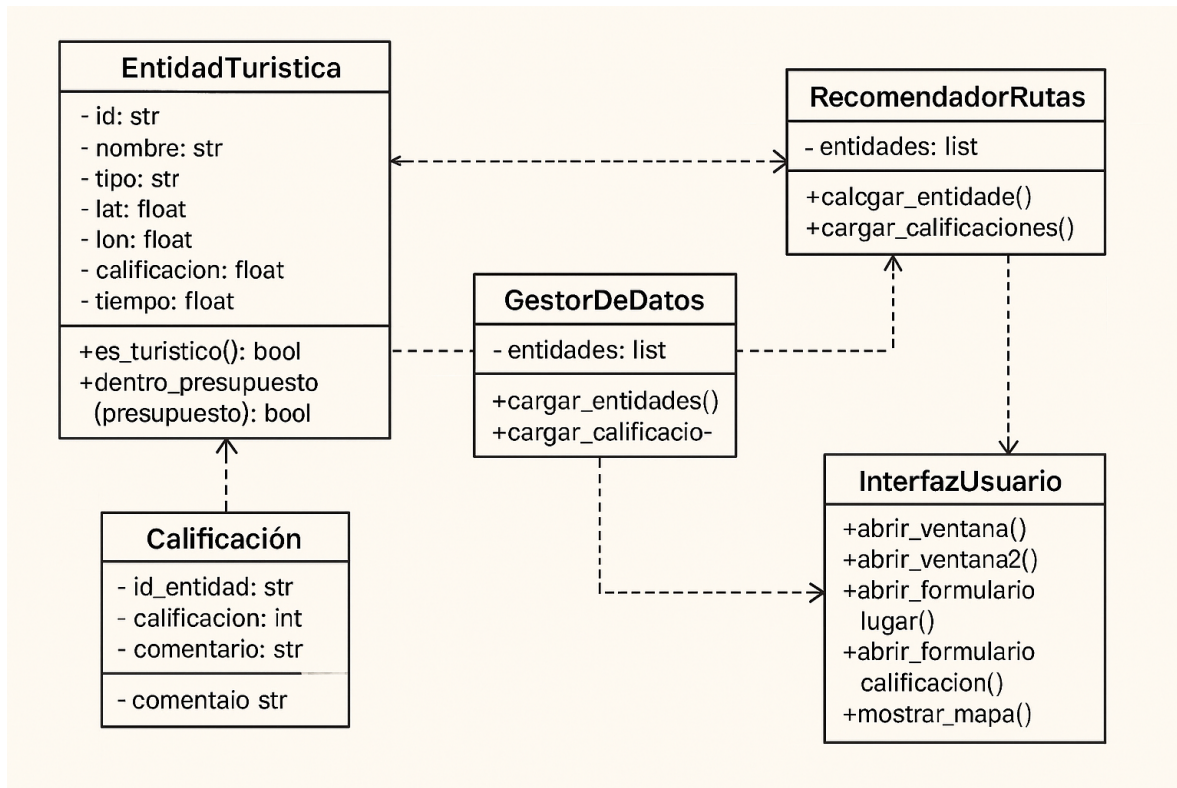 EntidadTuristica
- id: str
- nombre: str
- tipo: str
- lat: float
- lon: float
- calificacion: float
- tiempo: float
+es_turistico(): bool
+dentro_presupuesto
(presupuesto): bool
RecomendadorRutas
- entidades: list
+calcgar_entidade()
+cargar_calificaciones()
GestorDeDatos
- entidades: list
+cargar_entidades()
+cargar_calificacio-
Calificación
- id_entidad: str
- calificacion: int
- comentario: str
- comentaio str
InterfazUsuario
+abrir_ventana()
+abrir_ventana2()
+abrir_formulario
lugar()
+abrir_formulario
calificacion()
+mostrar_mapa()